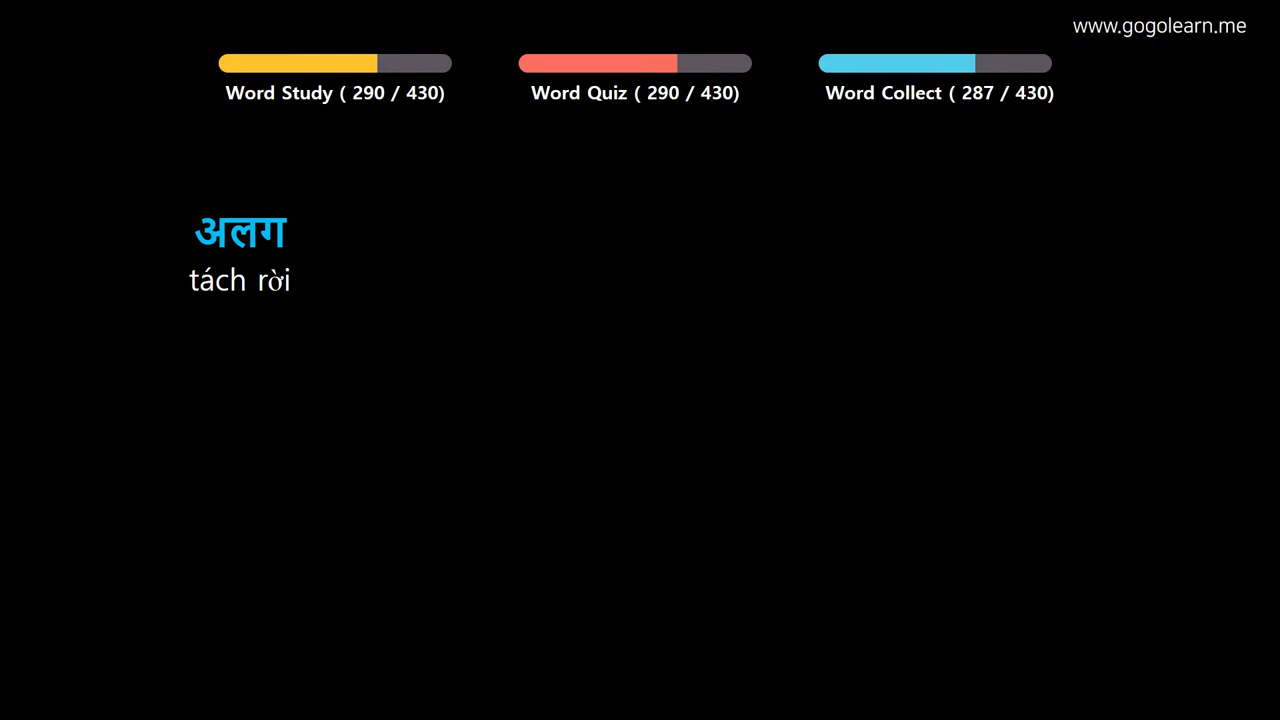 www.gogolearn.me
Word Study ( 290 / 430)
Word Quiz ( 290 / 430)
Word Collect ( 287 / 430)
अलग
tách rời